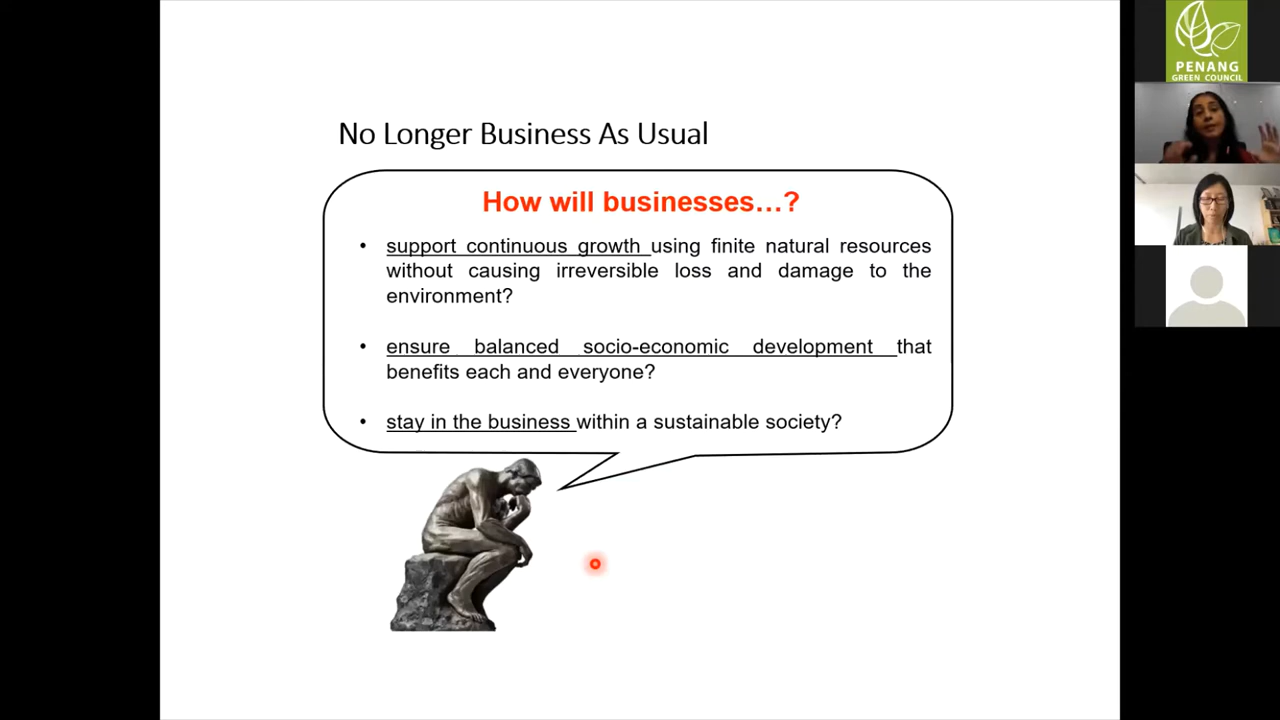 No Longer Business As Usual
How will businesses…?
• support continuous growth using finite natural resources
without causing irreversible loss and damage to the
environment?
• ensure balanced socio-economic development that
benefits each and everyone?
• stay in the business within a sustainable society?
PENANG
GREEN COUNCIL